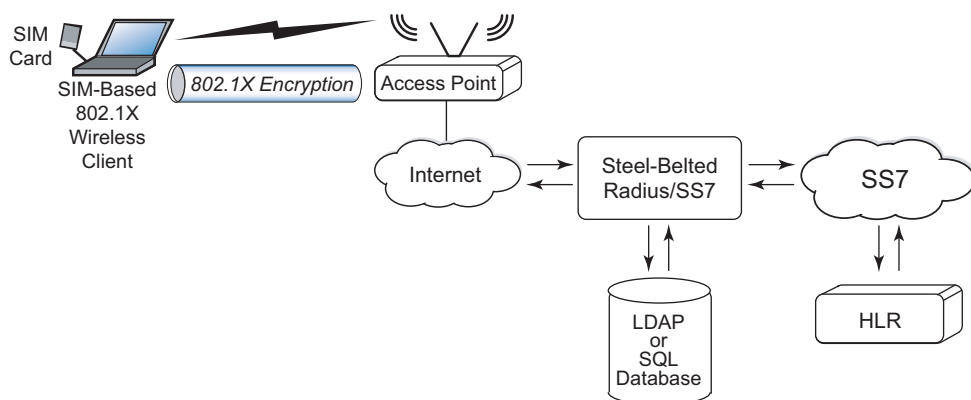 SIM
Card
SIM-Based
802.1X
Wireless
Client
802.1X Encryption
Access Point
Internet
Steel-Belted
Radius/SS7
SS7
LDAP
or
SQL
Database
HLR